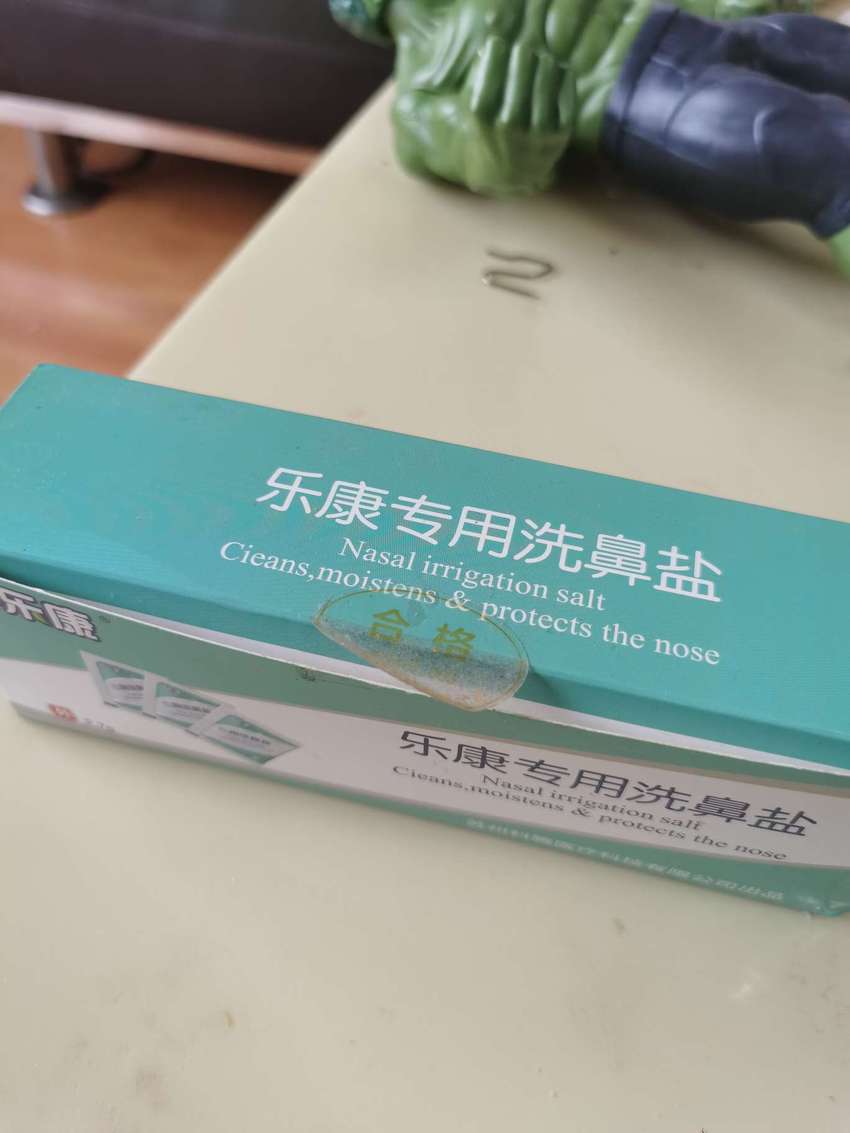 乐康专用洗鼻盐
Nasal irrigation salt
Cieans,moistens & protects the nose
合格
乐康
乐康专用洗鼻盐
Nasal irrigation salt
Cieans,moistens & protects the nose